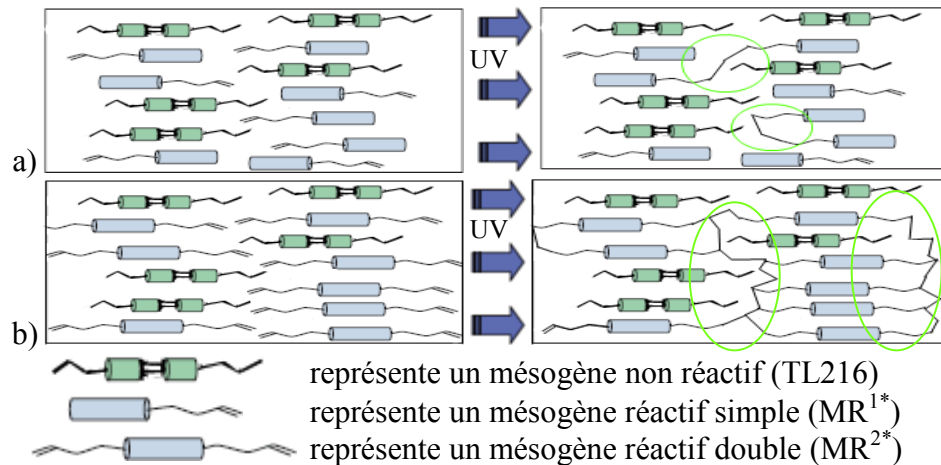 UV
a)
UV
b)
représente un mésogène non réactif (TL216)
représente un mésogène réactif simple (MR¹*)
représente un mésogène réactif double (MR²*)